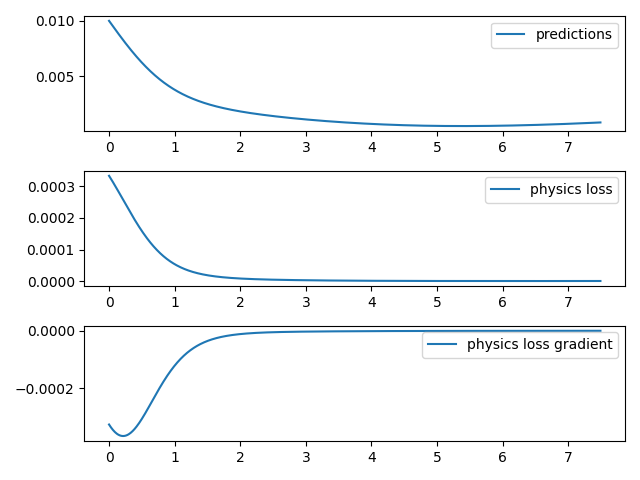 0.010
0.005
predictions
0 1 2 3 4 5 6 7
0.0003
0.0002
0.0001
0.0000
physics loss
0 1 2 3 4 5 6 7
0.0000
−0.0002
physics loss gradient
0 1 2 3 4 5 6 7